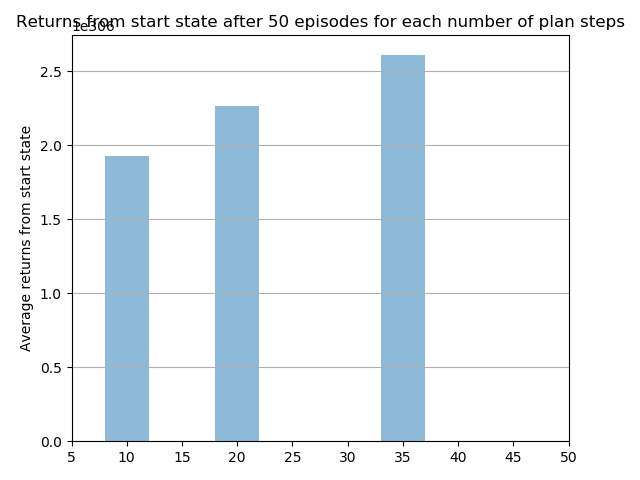 Returns from start state after 50 episodes for each number of plan steps
1e306
2.5
2.0
1.5
1.0
0.5
0.0
Average returns from start state
5 10 15 20 25 30 35 40 45 50